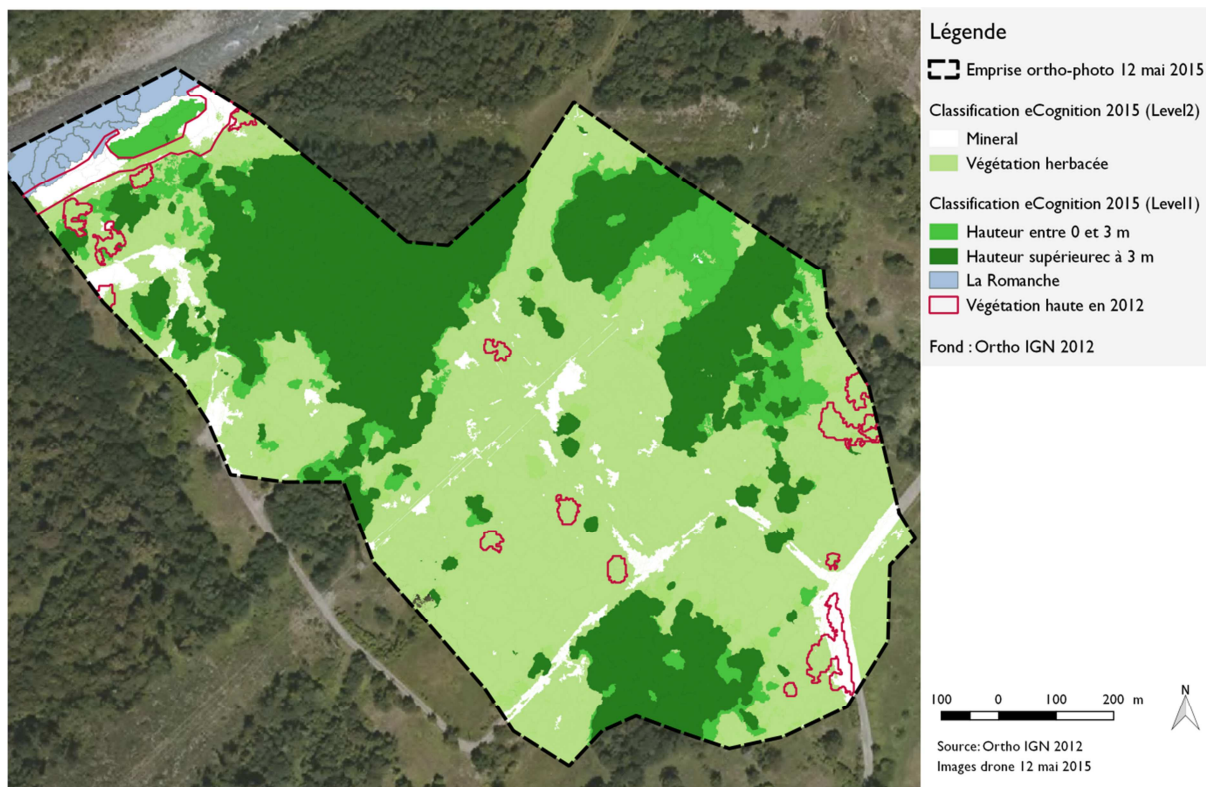 Légende
Emprise ortho-photo 12 mai 2015
Classification eCognition 2015 (Level2)
Mineral
Végétation herbacée
Classification eCognition 2015 (Level1)
Hauteur entre 0 et 3 m
Hauteur supérieurec à 3 m
La Romanche
Végétation haute en 2012
Fond : Ortho IGN 2012
100 0 100 200 m
N
Source: Ortho IGN 2012
Images drone 12 mai 2015